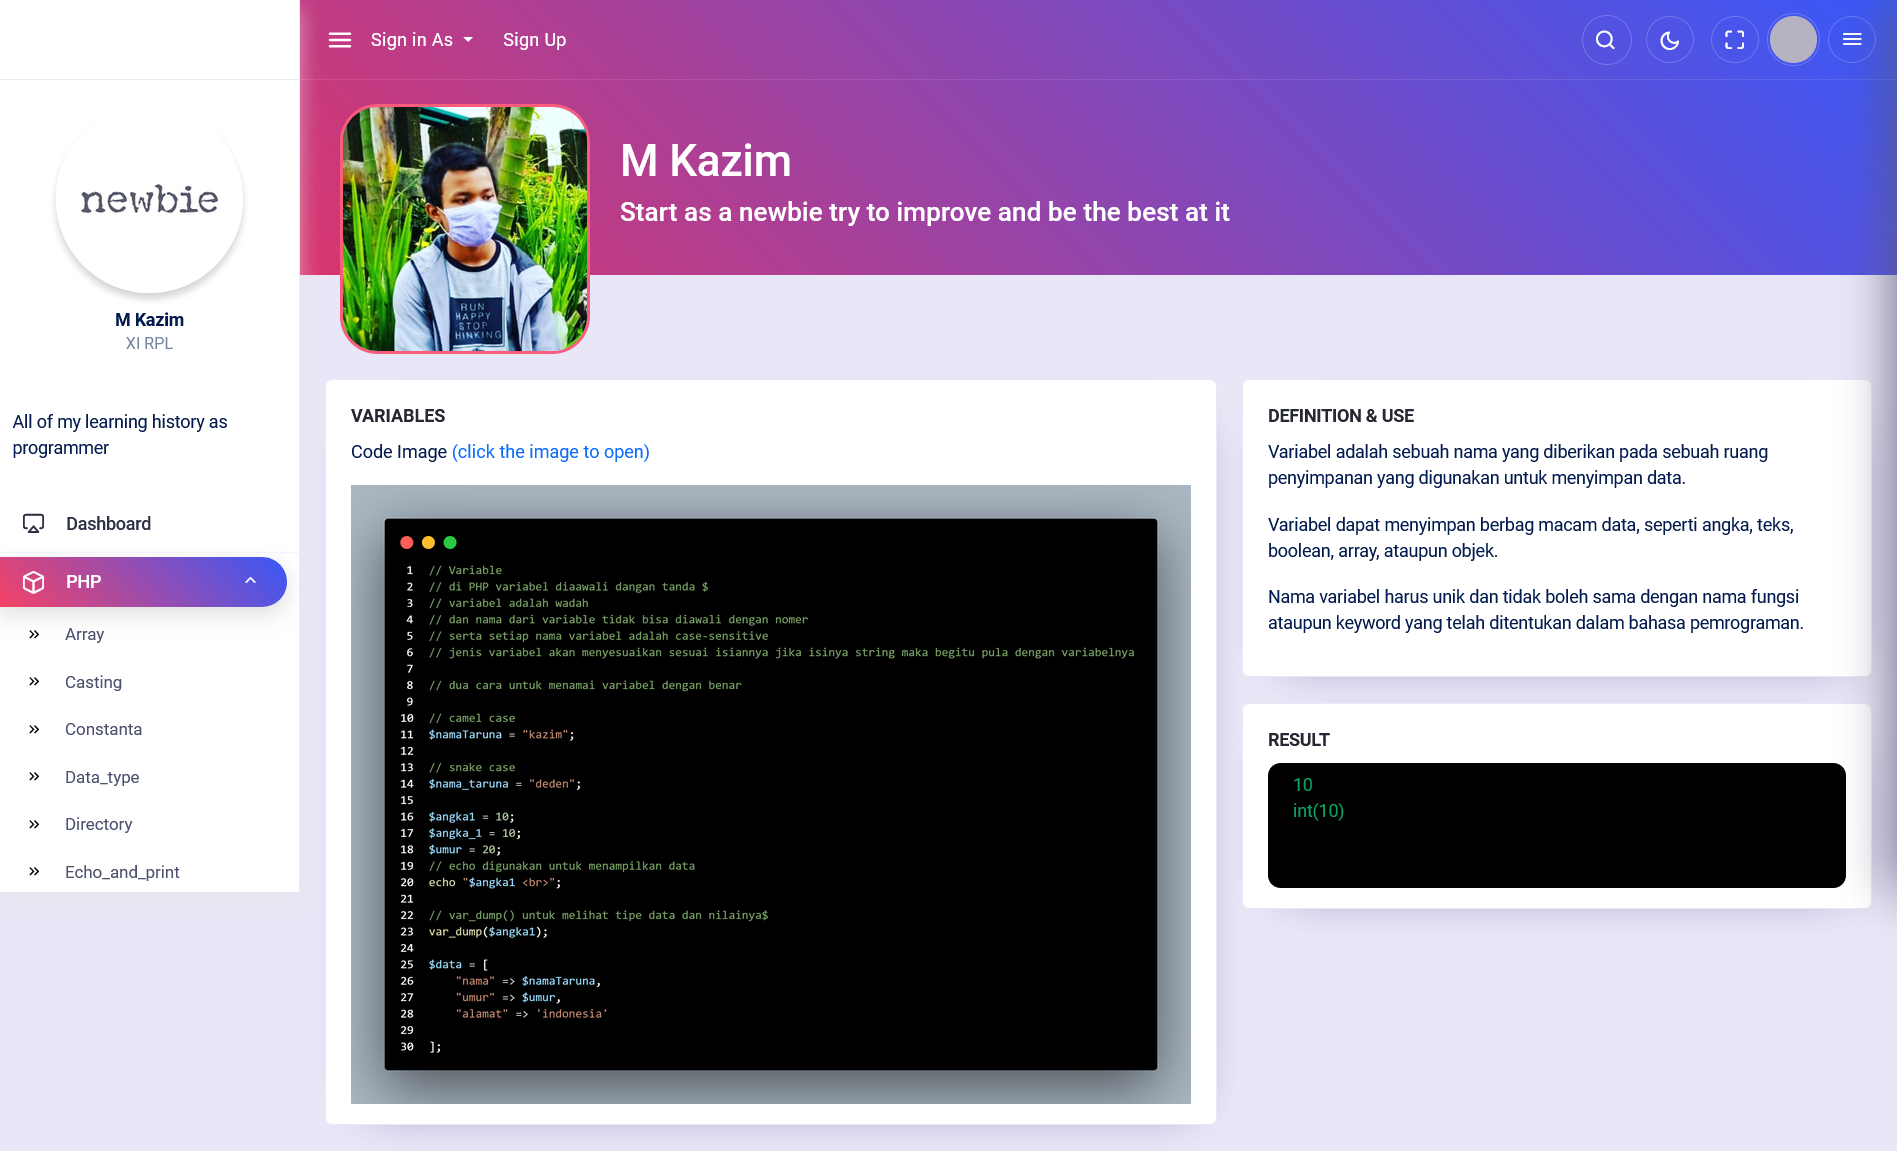 Sign in As
Sign Up
newbie
M Kazim
XI RPL
All of my learning history as
programmer
Dashboard
PHP
Array
Casting
Constanta
Data_type
Directory
Echo_and_print
M Kazim
Start as a newbie try to improve and be the best at it
RUN
HAPPY
STOP
HINKING
VARIABLES
Code Image (click the image to open)
1 // Variable
2 // di PHP variabel diaawali dangan tanda $
3 // variabel adalah wadah
4 // dan nama dari variable tidak bisa diawali dengan nomer
5 // serta setiap nama variabel adalah case-sensitive
6 // jenis variabel akan menyesuaikan sesuai isiannya jika isinya string maka begitu pula dengan variabelnya
7
8 // dua cara untuk menamai variabel dengan benar
9
10 // camel case
11 $namaTaruna = "kazim";
12
13 // snake case
14 $nama_taruna = "deden";
15
16 $angka1 = 10;
17 $angka_1 = 10;
18 $umur = 20;
19 // echo digunakan untuk menampilkan data
20 echo "$angka1 <br>";
21
22 // var_dump() untuk melihat tipe data dan nilainya$
23 var_dump($angka1);
24
25 $data = [
26 "nama" => $namaTaruna,
27 "umur" => $umur,
28 "alamat" => 'indonesia'
29
30 ];
DEFINITION & USE
Variabel adalah sebuah nama yang diberikan pada sebuah ruang
penyimpanan yang digunakan untuk menyimpan data.
Variabel dapat menyimpan berbag macam data, seperti angka, teks,
boolean, array, ataupun objek.
Nama variabel harus unik dan tidak boleh sama dengan nama fungsi
ataupun keyword yang telah ditentukan dalam bahasa pemrograman.
RESULT
10
int(10)